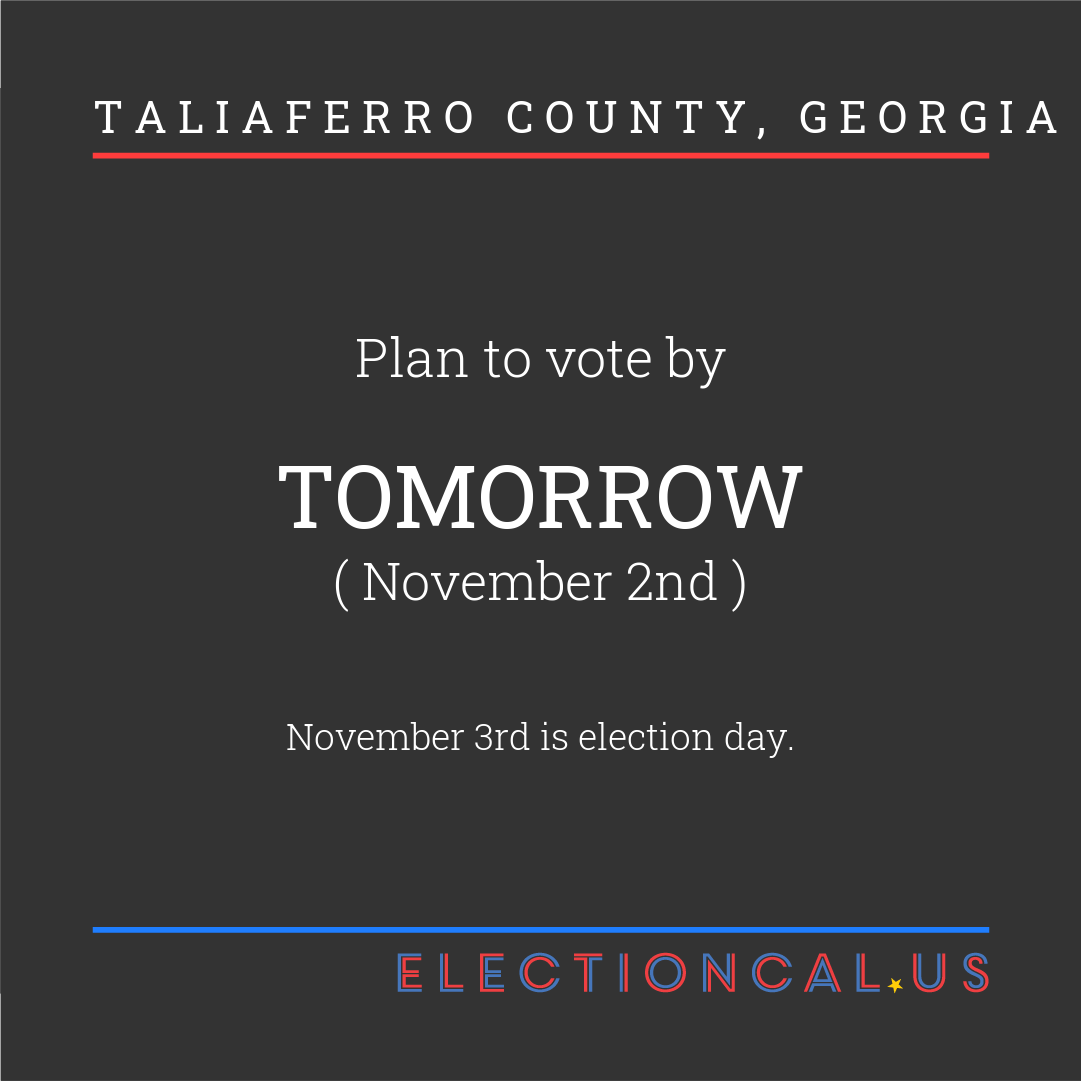 TALIAFERRO COUNTY, GEORGIA
Plan to vote by
TOMORROW
( November 2nd )
November 3rd is election day.
ELECTIONCAL.US